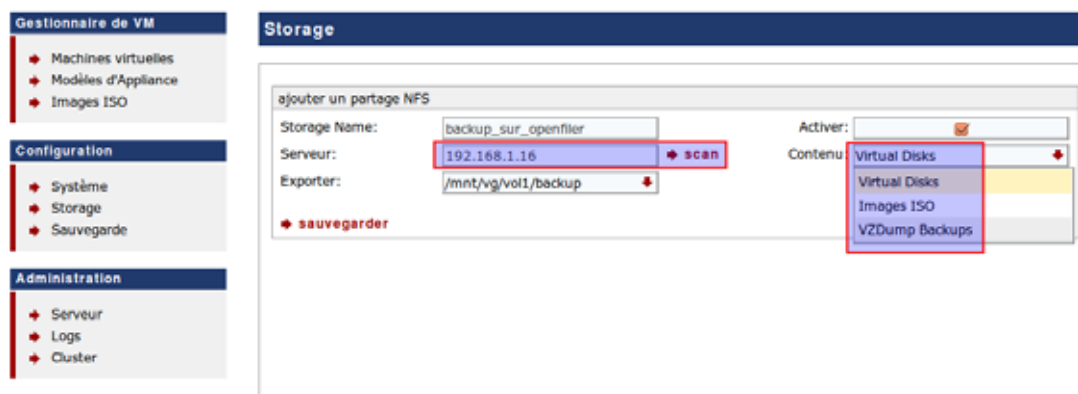 Gestionnaire de VM
Machines virtuelles
Modèles d'Appliance
Images ISO
Configuration
Système
Storage
Sauvegarde
Administration
Serveur
Logs
Cluster
Storage
ajouter un partage NFS
Storage Name: backup_sur_openfiler Activer:
Serveur: 192.168.1.16 scan Contenu: Virtual Disks
Exporter: /mnt/vg/vol1/backup Virtual Disks
Images ISO
sauvegarder VZDump Backups